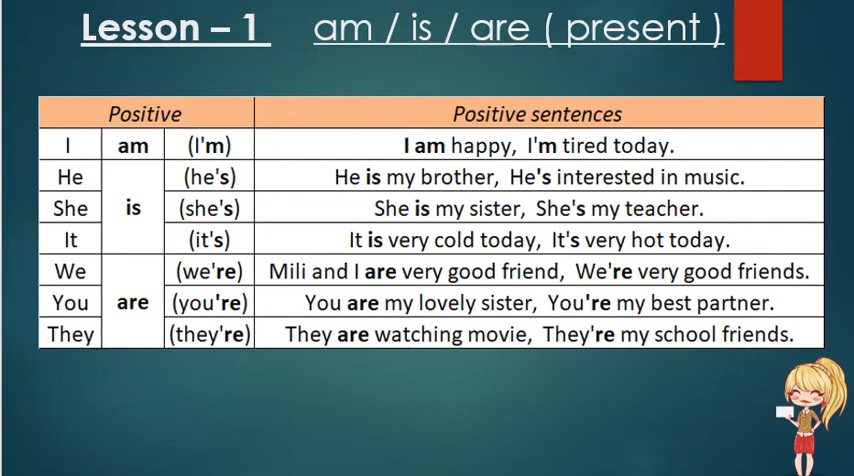 Lesson – 1 am / is / are ( present )
Positive Positive sentences
I am (I'm) I am happy, I'm tired today.
He (he's) He is my brother, He's interested in music.
She is (she's) She is my sister, She's my teacher.
It (it's) It is very cold today, It's very hot today.
We (we're) Mili and I are very good friend, We're very good friends.
You are (you're) You are my lovely sister, You're my best partner.
They (they're) They are watching movie, They're my school friends.